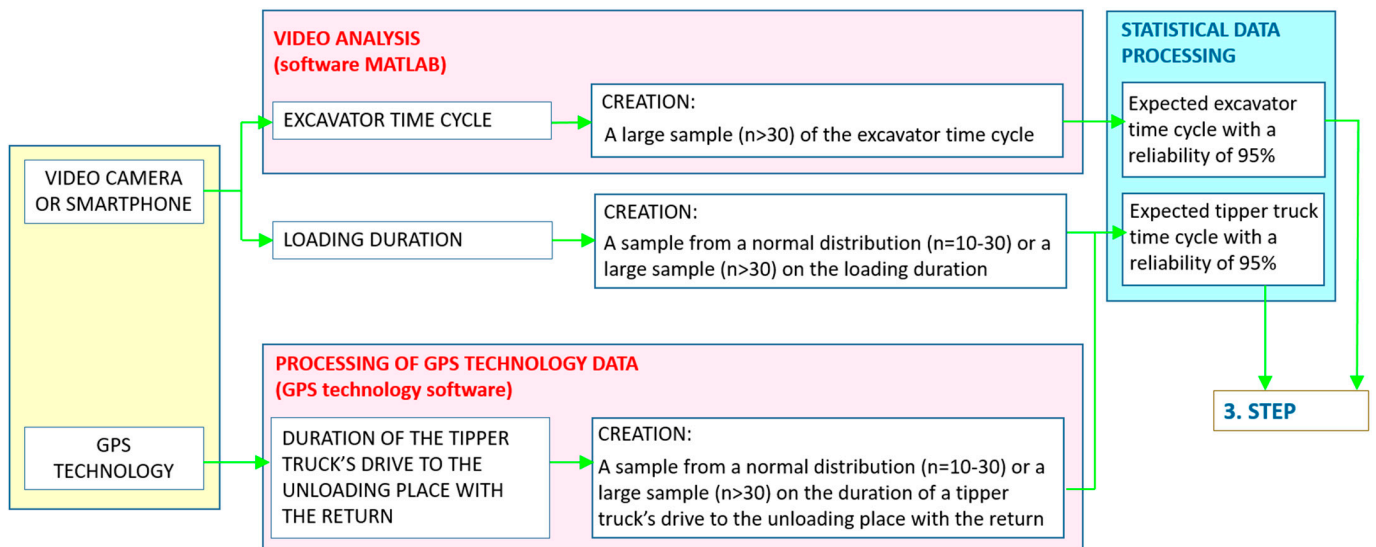 VIDEO CAMERA
OR SMARTPHONE
GPS
TECHNOLOGY
VIDEO ANALYSIS
(software MATLAB)
EXCAVATOR TIME CYCLE
CREATION:
A large sample (n>30) of the excavator time cycle
LOADING DURATION
CREATION:
A sample from a normal distribution (n=10-30) or a
large sample (n>30) on the loading duration
PROCESSING OF GPS TECHNOLOGY DATA
(GPS technology software)
DURATION OF THE TIPPER
TRUCK’S DRIVE TO THE
UNLOADING PLACE WITH
THE RETURN
CREATION:
A sample from a normal distribution (n=10-30) or a
large sample (n>30) on the duration of a tipper
truck’s drive to the unloading place with the return
STATISTICAL DATA
PROCESSING
Expected excavator
time cycle with a
reliability of 95%
Expected tipper truck
time cycle with a
reliability of 95%
3. STEP